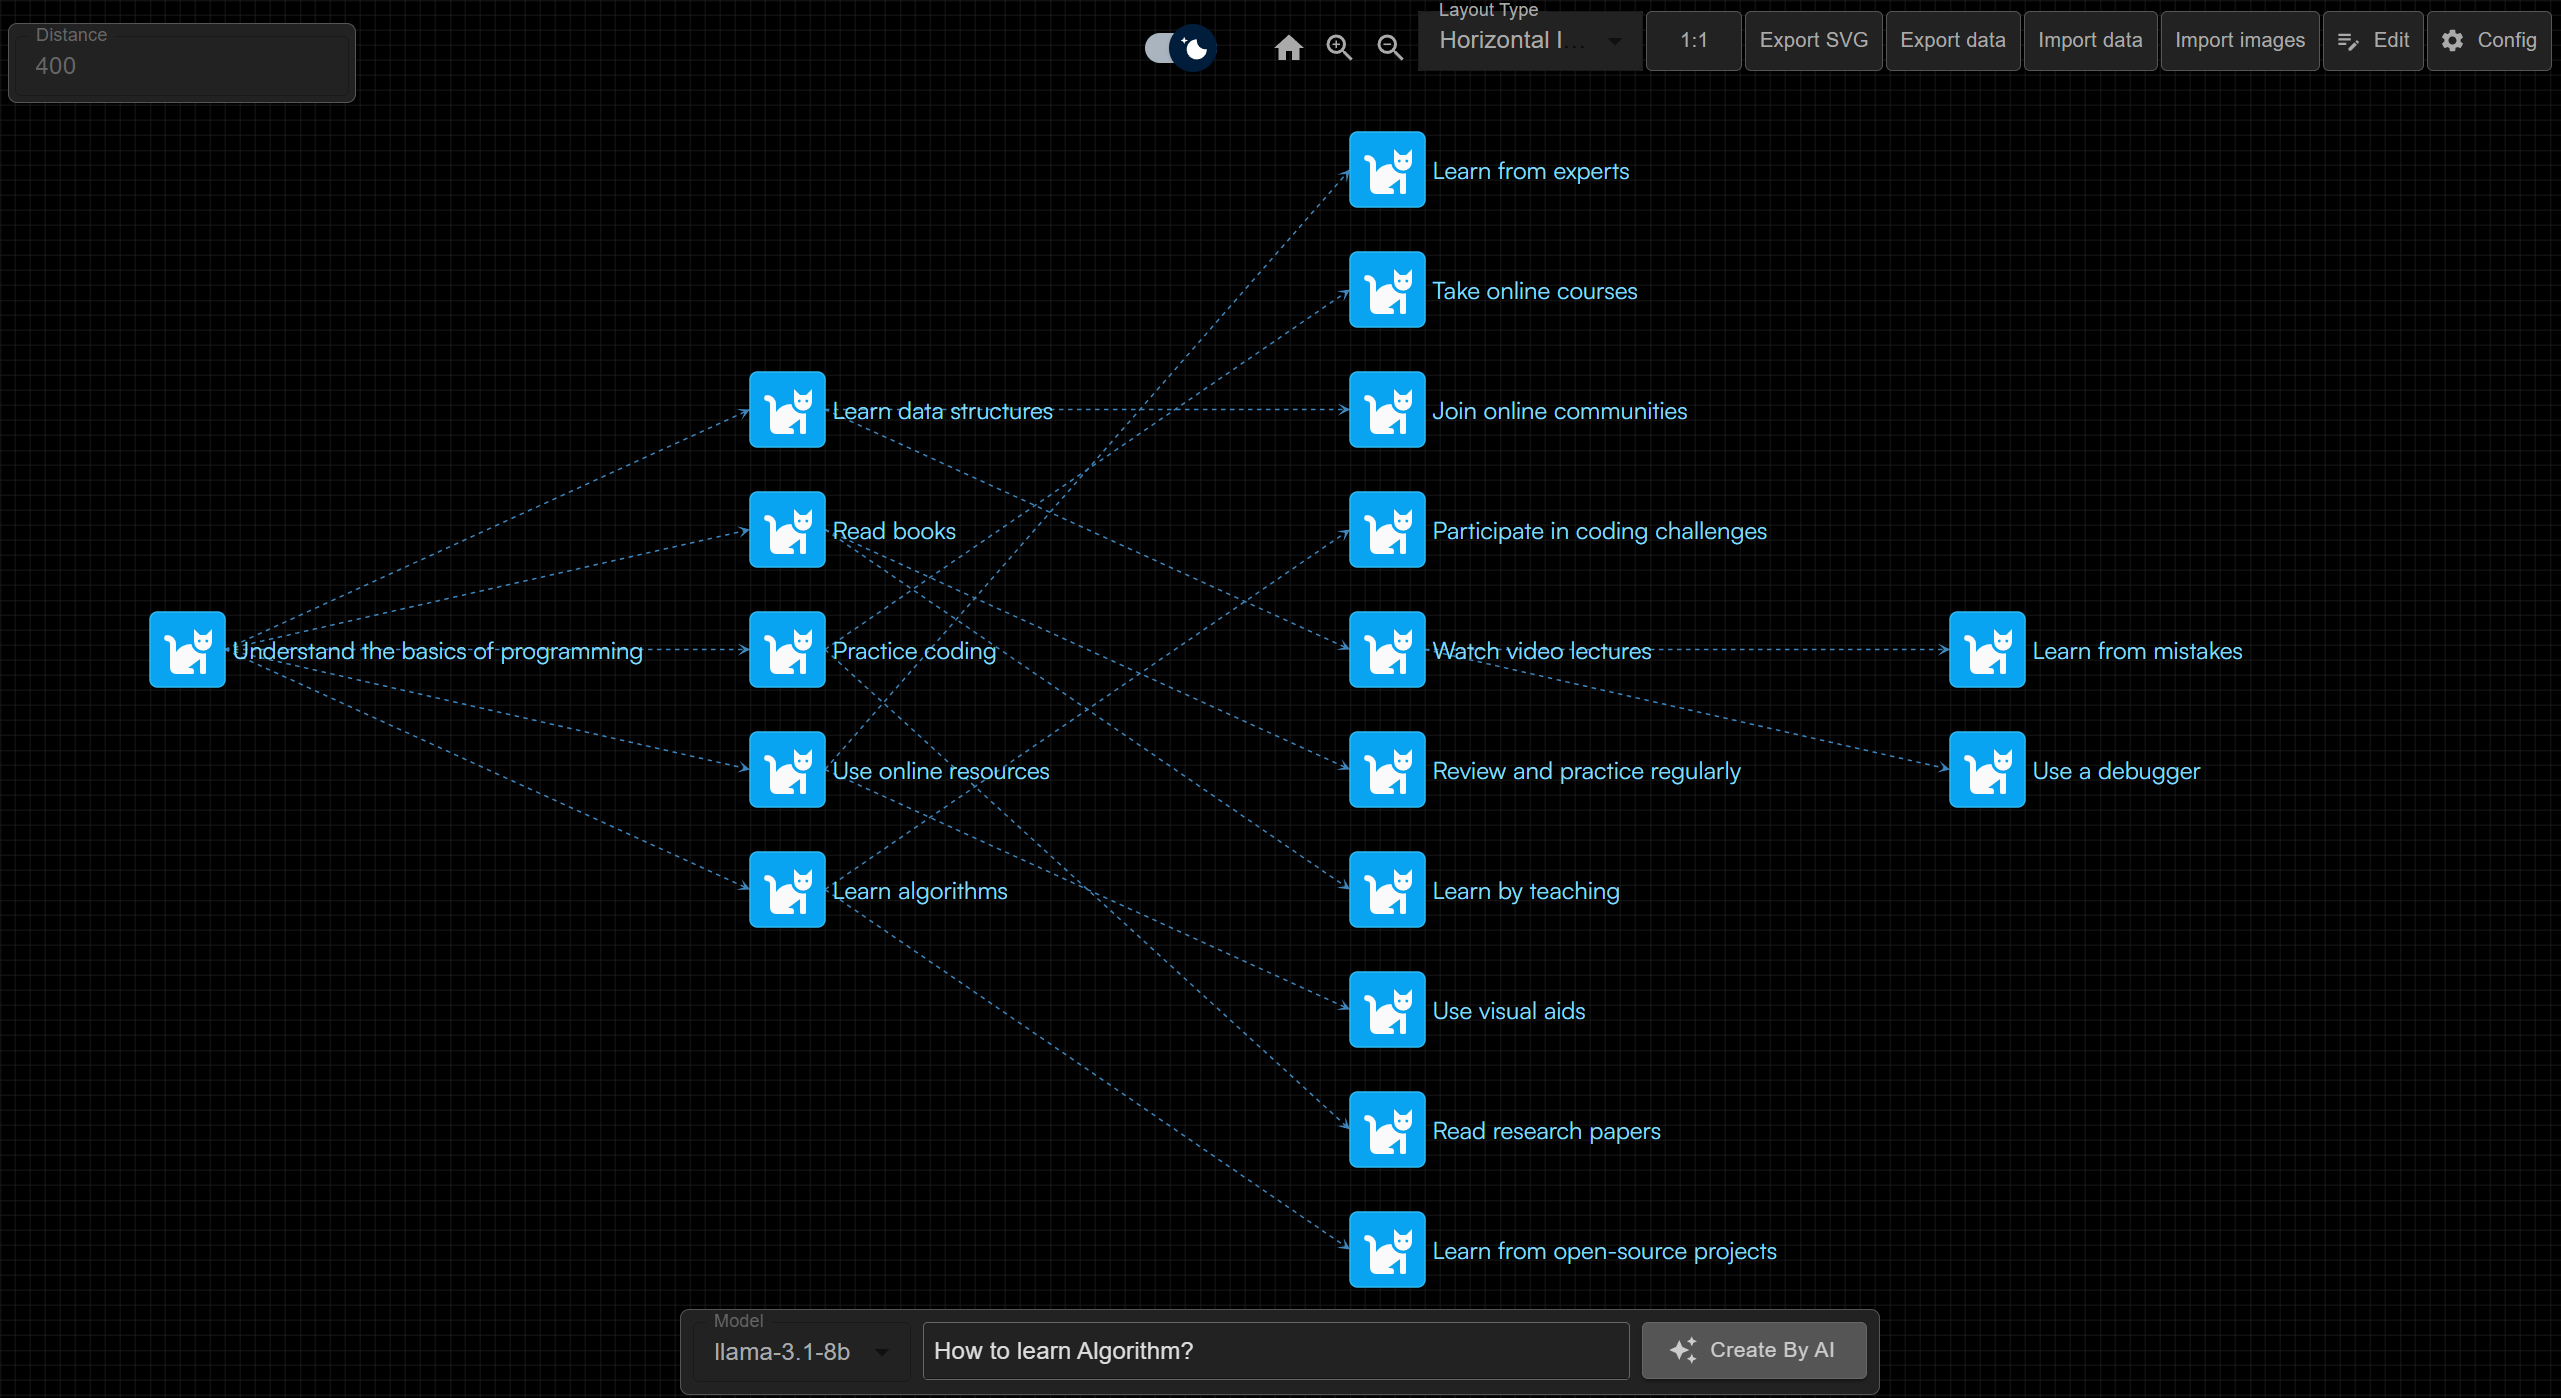 Distance
400
Layout Type
Horizontal I...
1:1
Export SVG
Export data
Import data
Import images
Edit
Config
Learn from experts
Take online courses
Learn data structures
Join online communities
Read books
Participate in coding challenges
Understand the basics of programming
Practice coding
Watch video lectures
Learn from mistakes
Use online resources
Review and practice regularly
Use a debugger
Learn algorithms
Learn by teaching
Use visual aids
Read research papers
Learn from open-source projects
Model
llama-3.1-8b
How to learn Algorithm?
Create By AI